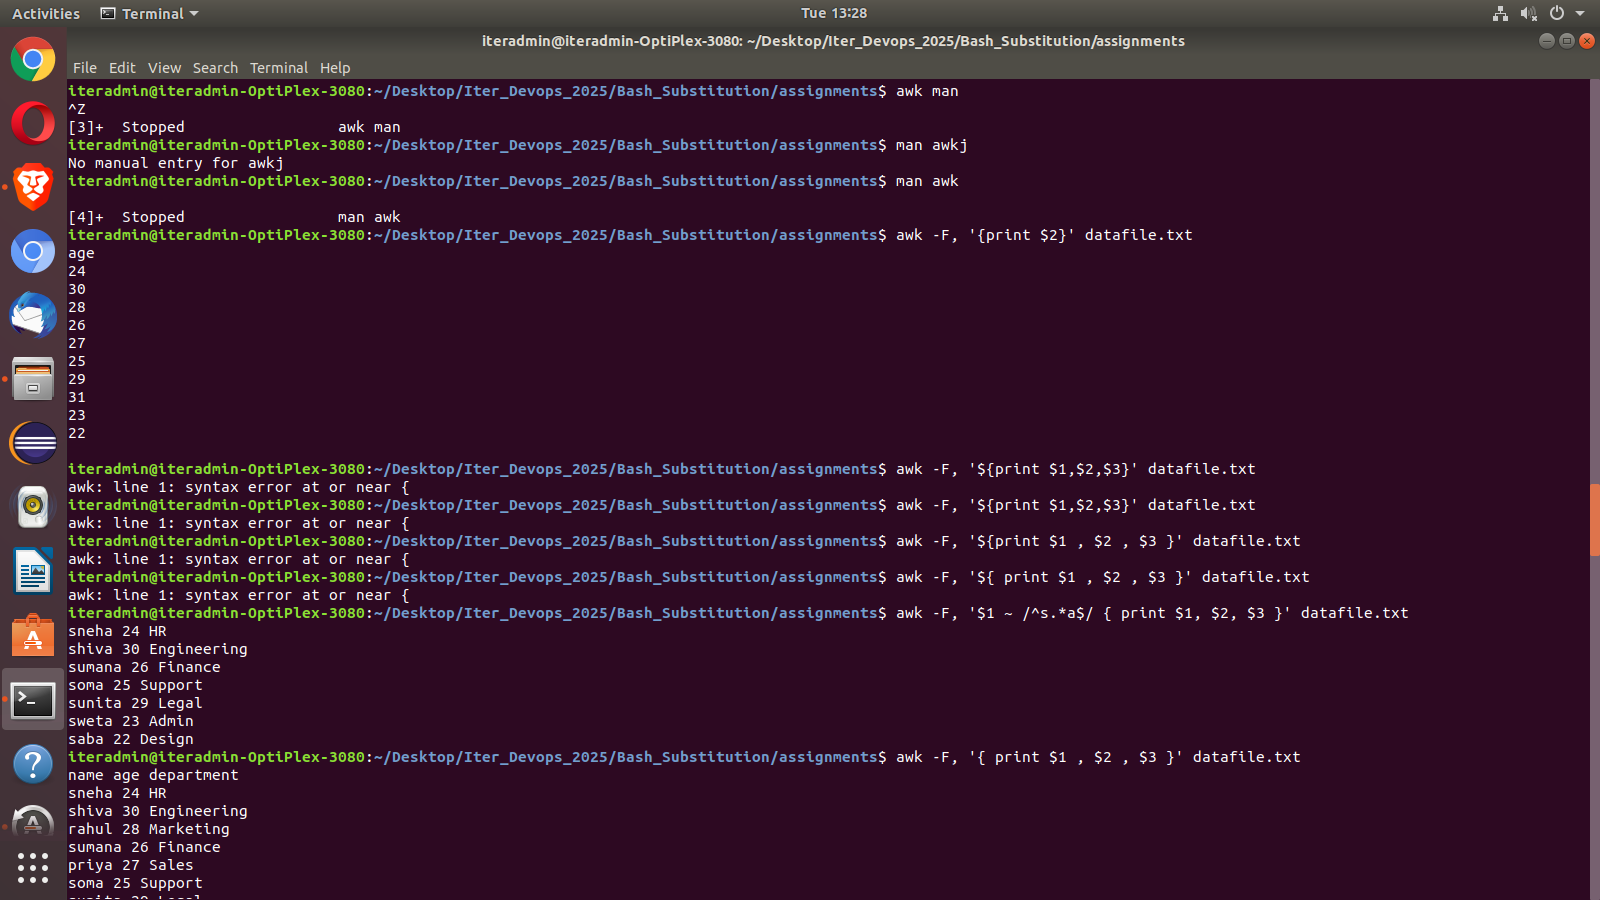 Activities Terminal Tue 13:28
iteradmin@iteradmin-OptiPlex-3080: ~/Desktop/Iter_Devops_2025/Bash_Substitution/assignments
File Edit View Search Terminal Help
iteradmin@iteradmin-OptiPlex-3080:~/Desktop/Iter_Devops_2025/Bash_Substitution/assignments$ awk man
^Z
[3]+  Stopped                 awk man
iteradmin@iteradmin-OptiPlex-3080:~/Desktop/Iter_Devops_2025/Bash_Substitution/assignments$ man awkj
No manual entry for awkj
iteradmin@iteradmin-OptiPlex-3080:~/Desktop/Iter_Devops_2025/Bash_Substitution/assignments$ man awk
[4]+  Stopped                 man awk
iteradmin@iteradmin-OptiPlex-3080:~/Desktop/Iter_Devops_2025/Bash_Substitution/assignments$ awk -F, '{print $2}' datafile.txt
age
24
30
28
26
27
25
29
31
23
22
iteradmin@iteradmin-OptiPlex-3080:~/Desktop/Iter_Devops_2025/Bash_Substitution/assignments$ awk -F, '${print $1,$2,$3}' datafile.txt
awk: line 1: syntax error at or near {
iteradmin@iteradmin-OptiPlex-3080:~/Desktop/Iter_Devops_2025/Bash_Substitution/assignments$ awk -F, '${print $1,$2,$3}' datafile.txt
awk: line 1: syntax error at or near {
iteradmin@iteradmin-OptiPlex-3080:~/Desktop/Iter_Devops_2025/Bash_Substitution/assignments$ awk -F, '${print $1 , $2 , $3 }' datafile.txt
awk: line 1: syntax error at or near {
iteradmin@iteradmin-OptiPlex-3080:~/Desktop/Iter_Devops_2025/Bash_Substitution/assignments$ awk -F, '${ print $1 , $2 , $3 }' datafile.txt
awk: line 1: syntax error at or near {
iteradmin@iteradmin-OptiPlex-3080:~/Desktop/Iter_Devops_2025/Bash_Substitution/assignments$ awk -F, '$1 ~ /^s.*a$/ { print $1, $2, $3 }' datafile.txt
sneha 24 HR
shiva 30 Engineering
sumana 26 Finance
soma 25 Support
sunita 29 Legal
sweta 23 Admin
saba 22 Design
iteradmin@iteradmin-OptiPlex-3080:~/Desktop/Iter_Devops_2025/Bash_Substitution/assignments$ awk -F, '{ print $1 , $2 , $3 }' datafile.txt
name age department
sneha 24 HR
shiva 30 Engineering
rahul 28 Marketing
sumana 26 Finance
priya 27 Sales
soma 25 Support